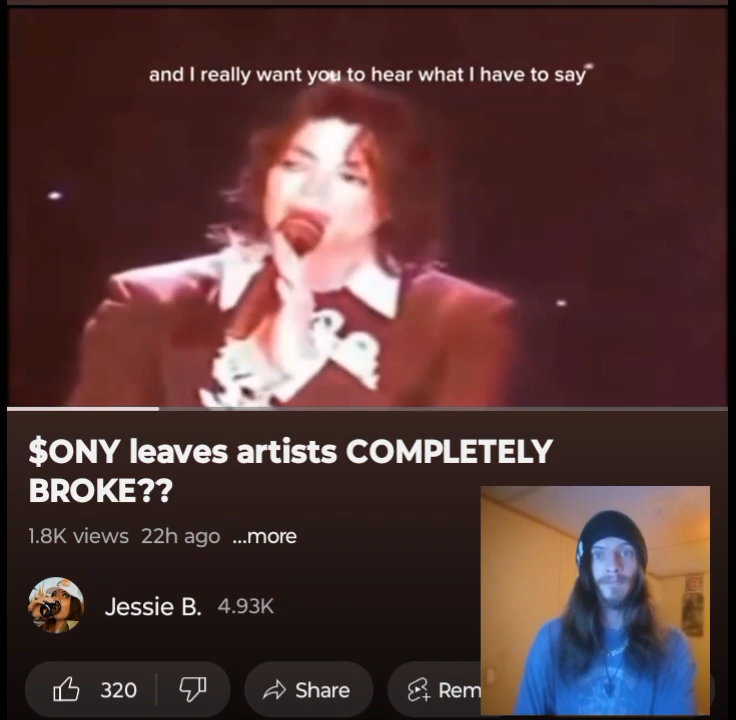 and I really want you to hear what I have to say
$ONY leaves artists COMPLETELY
BROKE??
1.8K views 22h ago ...more
Jessie B. 4.93K
320 Share Rem